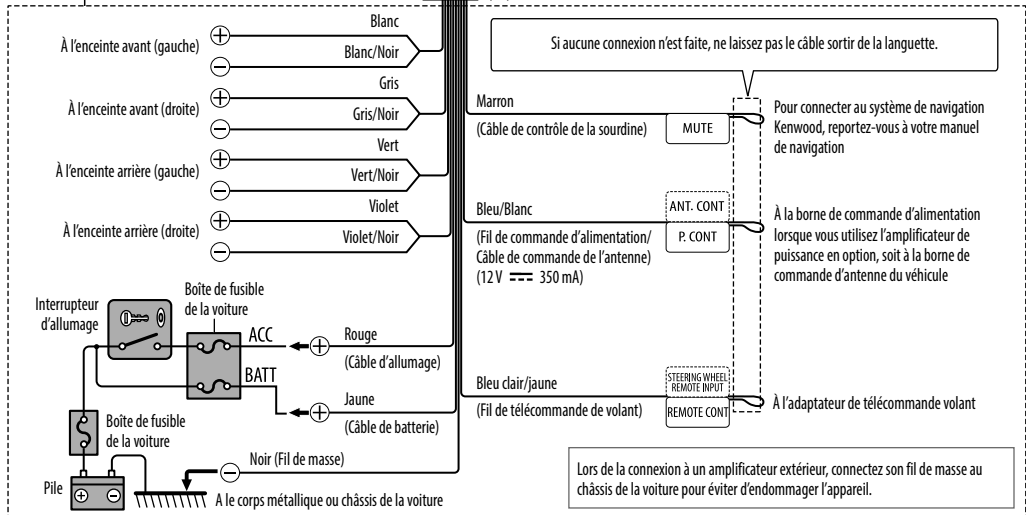 Blanc
À l'enceinte avant (gauche)
Blanc/Noir
Gris
À l'enceinte avant (droite)
Gris/Noir
Vert
À l'enceinte arrière (gauche)
Vert/Noir
Violet
À l'enceinte arrière (droite)
Violet/Noir
Interrupteur
d'allumage
Boîte de fusible
de la voiture
ACC
Rouge
(Câble d'allumage)
BATT
Jaune
(Câble de batterie)
Boîte de fusible
de la voiture
Noir (Fil de masse)
Pile
A le corps métallique ou châssis de la voiture
Si aucune connexion n'est faite, ne laissez pas le câble sortir de la languette.
Marron
(Câble de contrôle de la sourdine)
MUTE
Pour connecter au système de navigation
Kenwood, reportez-vous à votre manuel
de navigation
Bleu/Blanc
(Fil de commande d'alimentation/
Câble de commande de l'antenne)
(12 V ⎓ 350 mA)
ANT. CONT
P. CONT
À la borne de commande d'alimentation
lorsque vous utilisez l'amplificateur de
puissance en option, soit à la borne de
commande d'antenne du véhicule
Bleu clair/jaune
(Fil de télécommande de volant)
STEERING WHEEL
REMOTE INPUT
REMOTE CONT
À l'adaptateur de télécommande volant
Lors de la connexion à un amplificateur extérieur, connectez son fil de masse au
châssis de la voiture pour éviter d'endommager l'appareil.